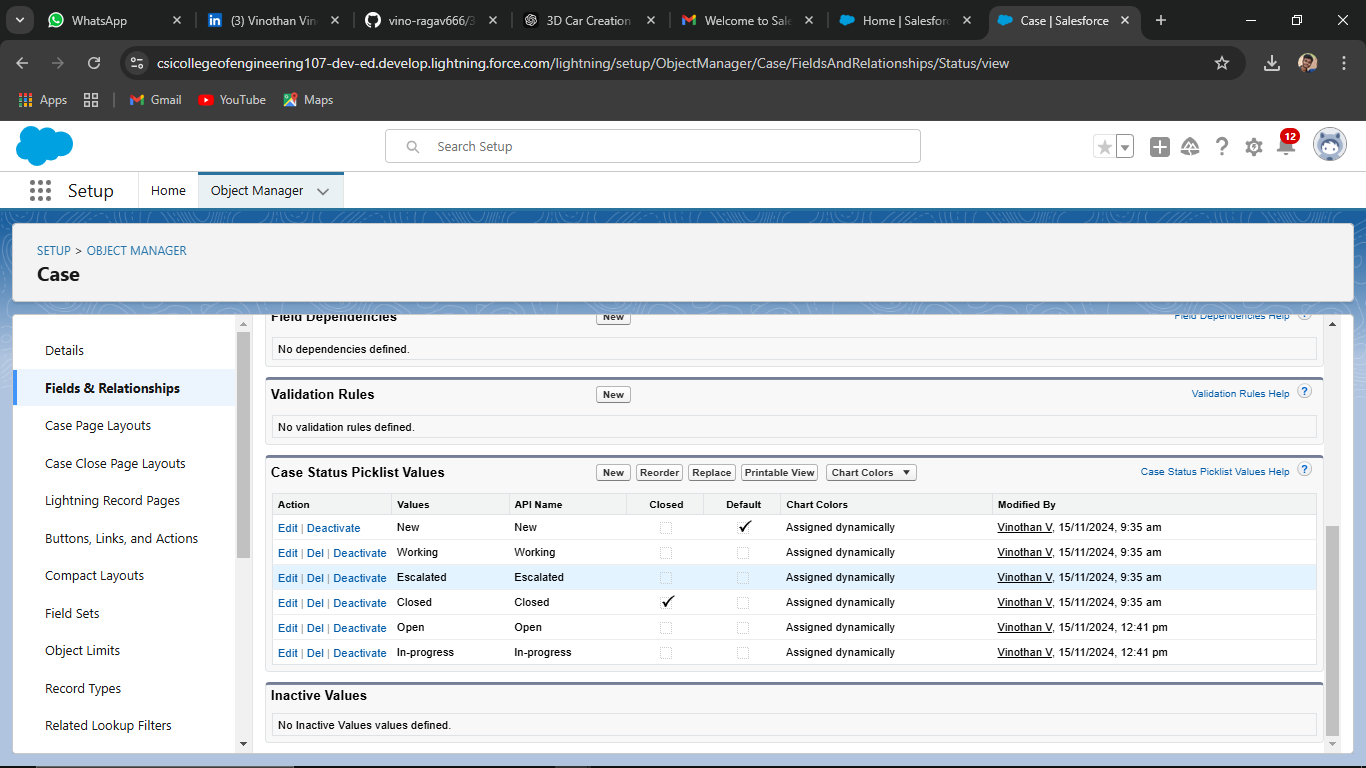 WhatsApp
(3) Vinothan Vin
vino-ragav666/3
3D Car Creation
Welcome to Sale
Home | Salesforc
Case | Salesforce
csicollegeofengineering107-dev-ed.develop.lightning.force.com/lightning/setup/ObjectManager/Case/FieldsAndRelationships/Status/view
Apps
Gmail
YouTube
Maps
Search Setup
12
Setup
Home
Object Manager
SETUP > OBJECT MANAGER
Case
Details
Fields & Relationships
Case Page Layouts
Case Close Page Layouts
Lightning Record Pages
Buttons, Links, and Actions
Compact Layouts
Field Sets
Object Limits
Record Types
Related Lookup Filters
Field Dependencies New Field Dependencies Help ?
No dependencies defined.
Validation Rules New Validation Rules Help ?
No validation rules defined.
Case Status Picklist Values New Reorder Replace Printable View Chart Colors Case Status Picklist Values Help ?
Action Values API Name Closed Default Chart Colors Modified By
Edit | Deactivate New New Assigned dynamically Vinothan V, 15/11/2024, 9:35 am
Edit | Del | Deactivate Working Working Assigned dynamically Vinothan V, 15/11/2024, 9:35 am
Edit | Del | Deactivate Escalated Escalated Assigned dynamically Vinothan V, 15/11/2024, 9:35 am
Edit | Del | Deactivate Closed Closed Assigned dynamically Vinothan V, 15/11/2024, 9:35 am
Edit | Del | Deactivate Open Open Assigned dynamically Vinothan V, 15/11/2024, 12:41 pm
Edit | Del | Deactivate In-progress In-progress Assigned dynamically Vinothan V, 15/11/2024, 12:41 pm
Inactive Values
No Inactive Values values defined.